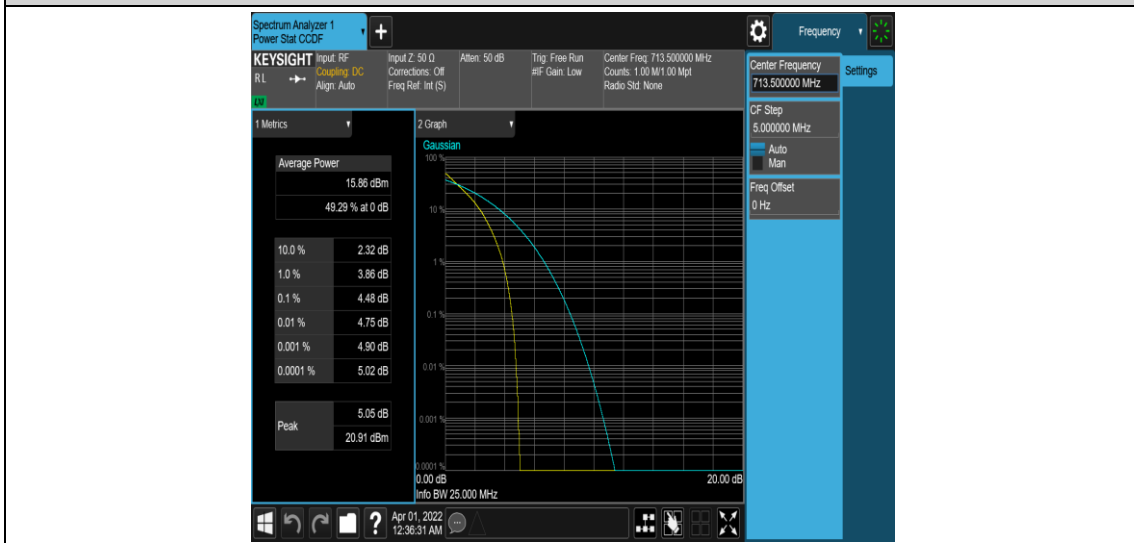 Spectrum Analyzer 1
Power Stat CCDF
+
Frequency
KEYSIGHT
RL
LXI
Input: RF
Coupling: DC
Align: Auto
Input Z: 50 Ω
Corrections: Off
Freq Ref: Int (S)
Atten: 50 dB
Trig: Free Run
#IF Gain: Low
Center Freq: 713.500000 MHz
Counts: 1.00 M/1.00 Mpt
Radio Std: None
Center Frequency
713.500000 MHz
Settings
CF Step
5.000000 MHz
Auto
Man
Freq Offset
0 Hz
1 Metrics
Average Power
15.86 dBm
49.29 % at 0 dB
10.0 % 2.32 dB
1.0 % 3.86 dB
0.1 % 4.48 dB
0.01 % 4.75 dB
0.001 % 4.90 dB
0.0001 % 5.02 dB
Peak
5.05 dB
20.91 dBm
2 Graph
Gaussian
100 %
10 %
1 %
0.1 %
0.01 %
0.001 %
0.0001 %
0.00 dB 20.00 dB
Info BW 25.000 MHz
?
Apr 01, 2022
12:36:31 AM